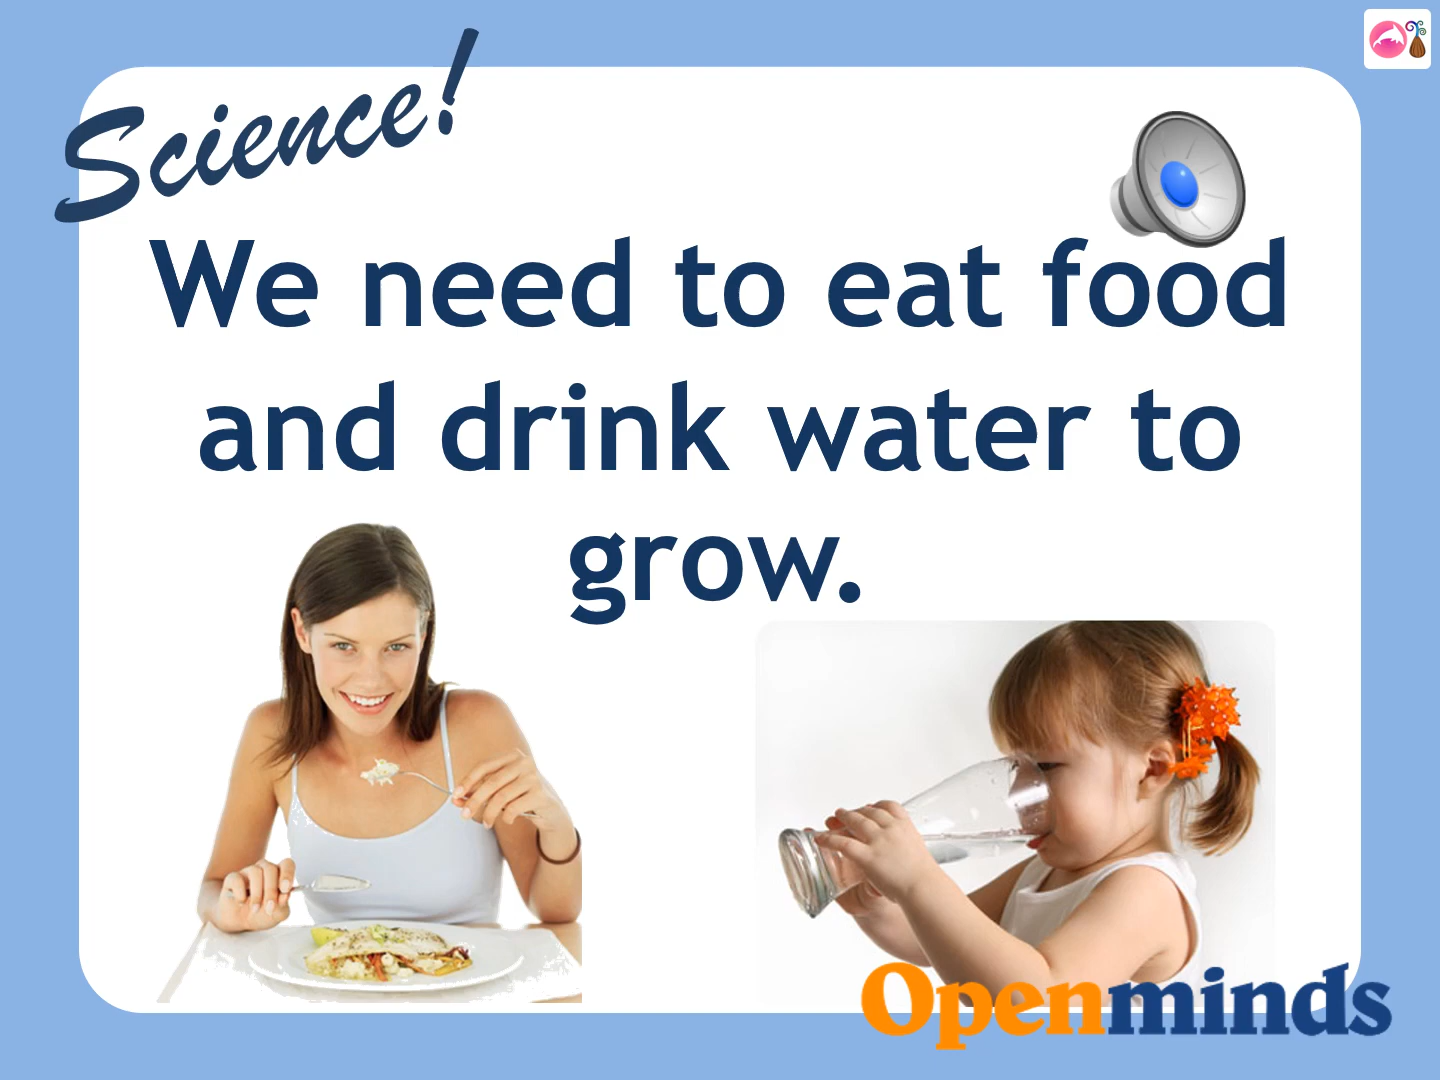 Science!
We need to eat food
and drink water to
grow.
Openminds